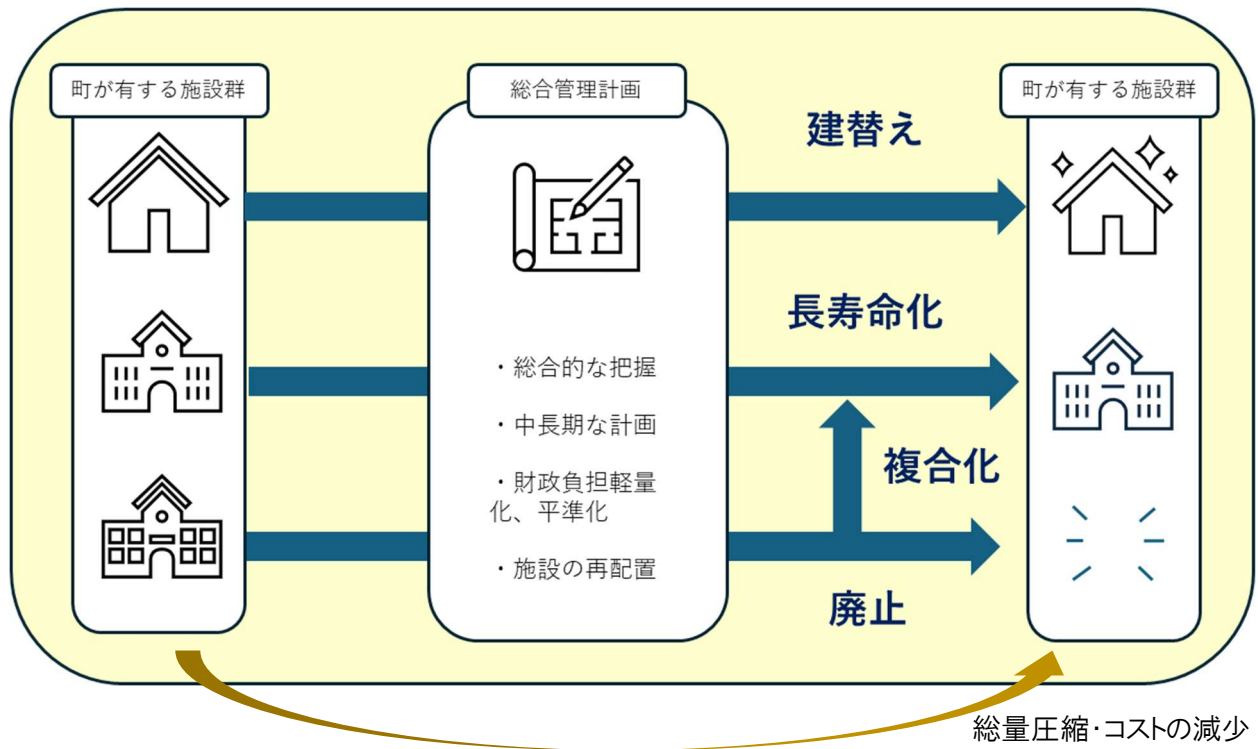 町が有する施設群
総合管理計画
町が有する施設群
建替え
長寿命化
・総合的な把握
・中長期な計画
複合化
・財政負担軽量
化、平準化
・施設の再配置
廃止
総量圧縮・コストの減少